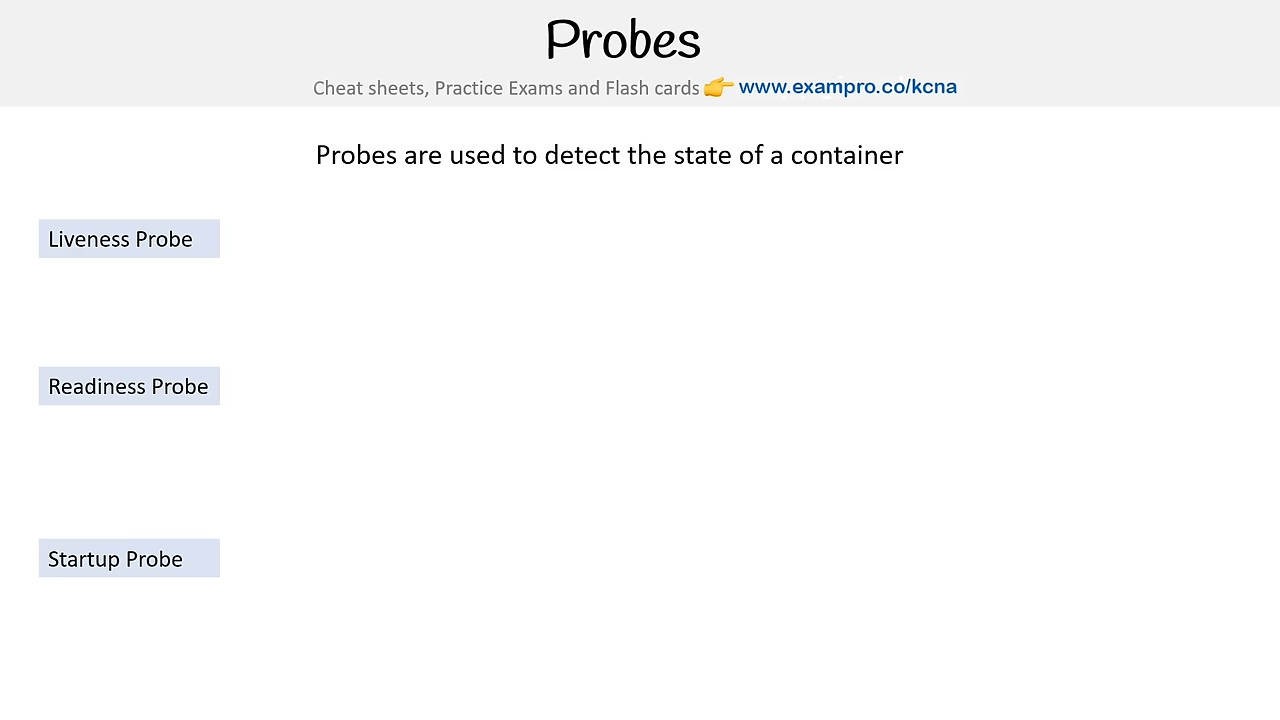 Probes
Cheat sheets, Practice Exams and Flash cards 👉 www.exampro.co/kcna
Probes are used to detect the state of a container
Liveness Probe
Readiness Probe
Startup Probe